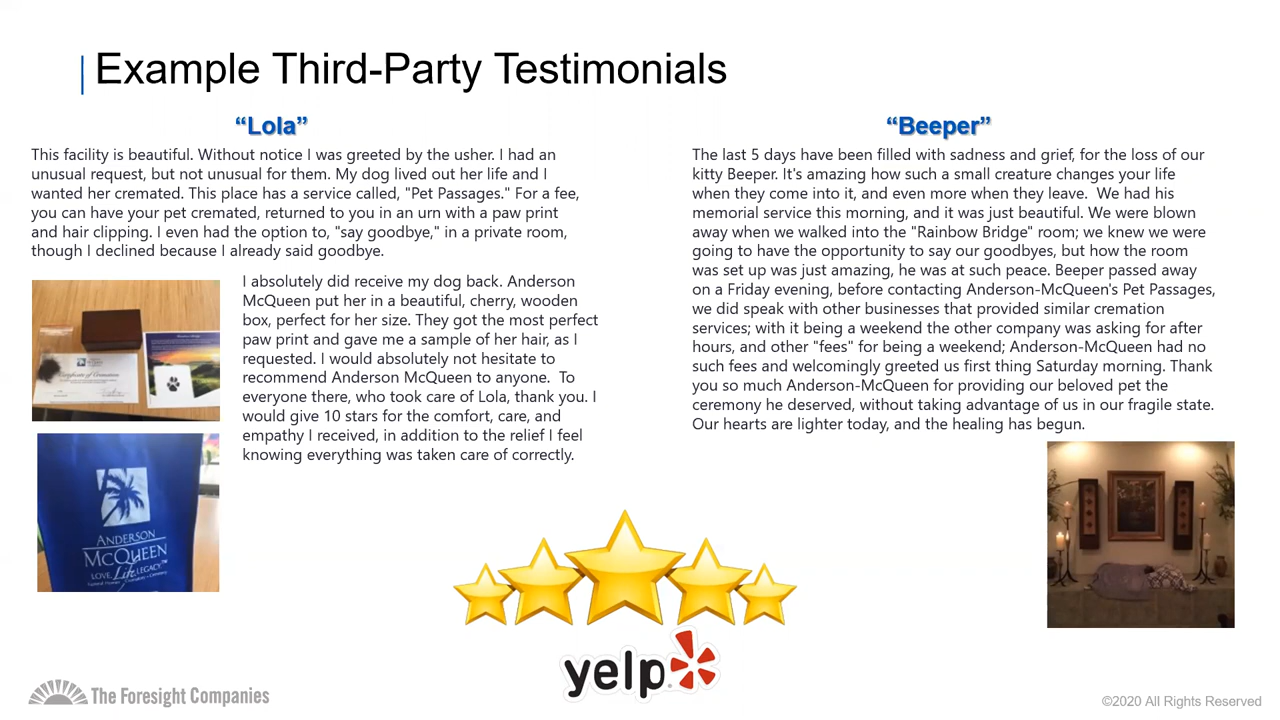 Example Third-Party Testimonials
“Lola”
This facility is beautiful. Without notice I was greeted by the usher. I had an
unusual request, but not unusual for them. My dog lived out her life and I
wanted her cremated. This place has a service called, "Pet Passages." For a fee,
you can have your pet cremated, returned to you in an urn with a paw print
and hair clipping. I even had the option to, "say goodbye," in a private room,
though I declined because I already said goodbye.
I absolutely did receive my dog back. Anderson
McQueen put her in a beautiful, cherry, wooden
box, perfect for her size. They got the most perfect
paw print and gave me a sample of her hair, as I
requested. I would absolutely not hesitate to
recommend Anderson McQueen to anyone.  To
everyone there, who took care of Lola, thank you. I
would give 10 stars for the comfort, care, and
empathy I received, in addition to the relief I feel
knowing everything was taken care of correctly.
Certificate of Cremation
ANDERSON
MCQUEEN
LOVE. Life. LEGACY.™
“Beeper”
The last 5 days have been filled with sadness and grief, for the loss of our
kitty Beeper. It's amazing how such a small creature changes your life
when they come into it, and even more when they leave.  We had his
memorial service this morning, and it was just beautiful. We were blown
away when we walked into the "Rainbow Bridge" room; we knew we were
going to have the opportunity to say our goodbyes, but how the room
was set up was just amazing, he was at such peace. Beeper passed away
on a Friday evening, before contacting Anderson-McQueen's Pet Passages,
we did speak with other businesses that provided similar cremation
services; with it being a weekend the other company was asking for after
hours, and other "fees" for being a weekend; Anderson-McQueen had no
such fees and welcomingly greeted us first thing Saturday morning. Thank
you so much Anderson-McQueen for providing our beloved pet the
ceremony he deserved, without taking advantage of us in our fragile state.
Our hearts are lighter today, and the healing has begun.
yelp
The Foresight Companies
©2020 All Rights Reserved